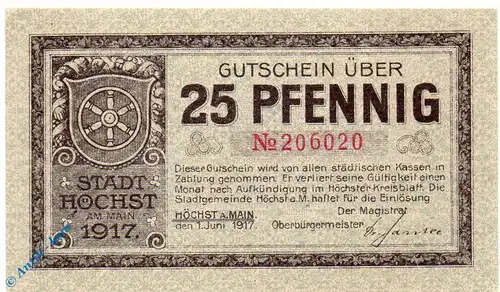 STADT
HÖCHST
AM MAIN
1917.
GUTSCHEIN ÜBER
25 PFENNIG
No 206020
Dieser Gutschein wird von allen städtischen Kassen in
Zahlung genommen. Er verliert seine Gültigkeit einen
Monat nach Aufkündigung im Höchster Kreisblatt. Die
Stadtgemeinde Höchst a.M. haftet für die Einlösung
HÖCHST a. MAIN.
den 1. Juni 1917.
Der Magistrat
Oberbürgermeister